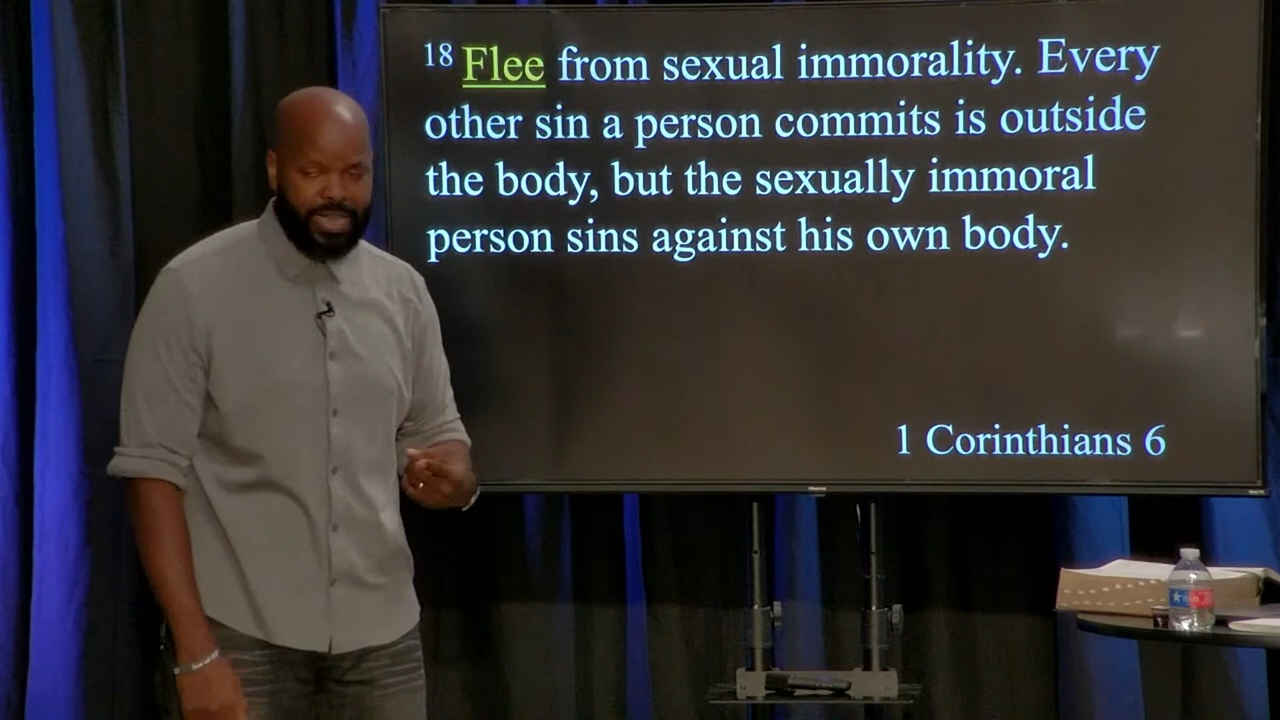 18 Flee from sexual immorality. Every
other sin a person commits is outside
the body, but the sexually immoral
person sins against his own body.
1 Corinthians 6
Hisense